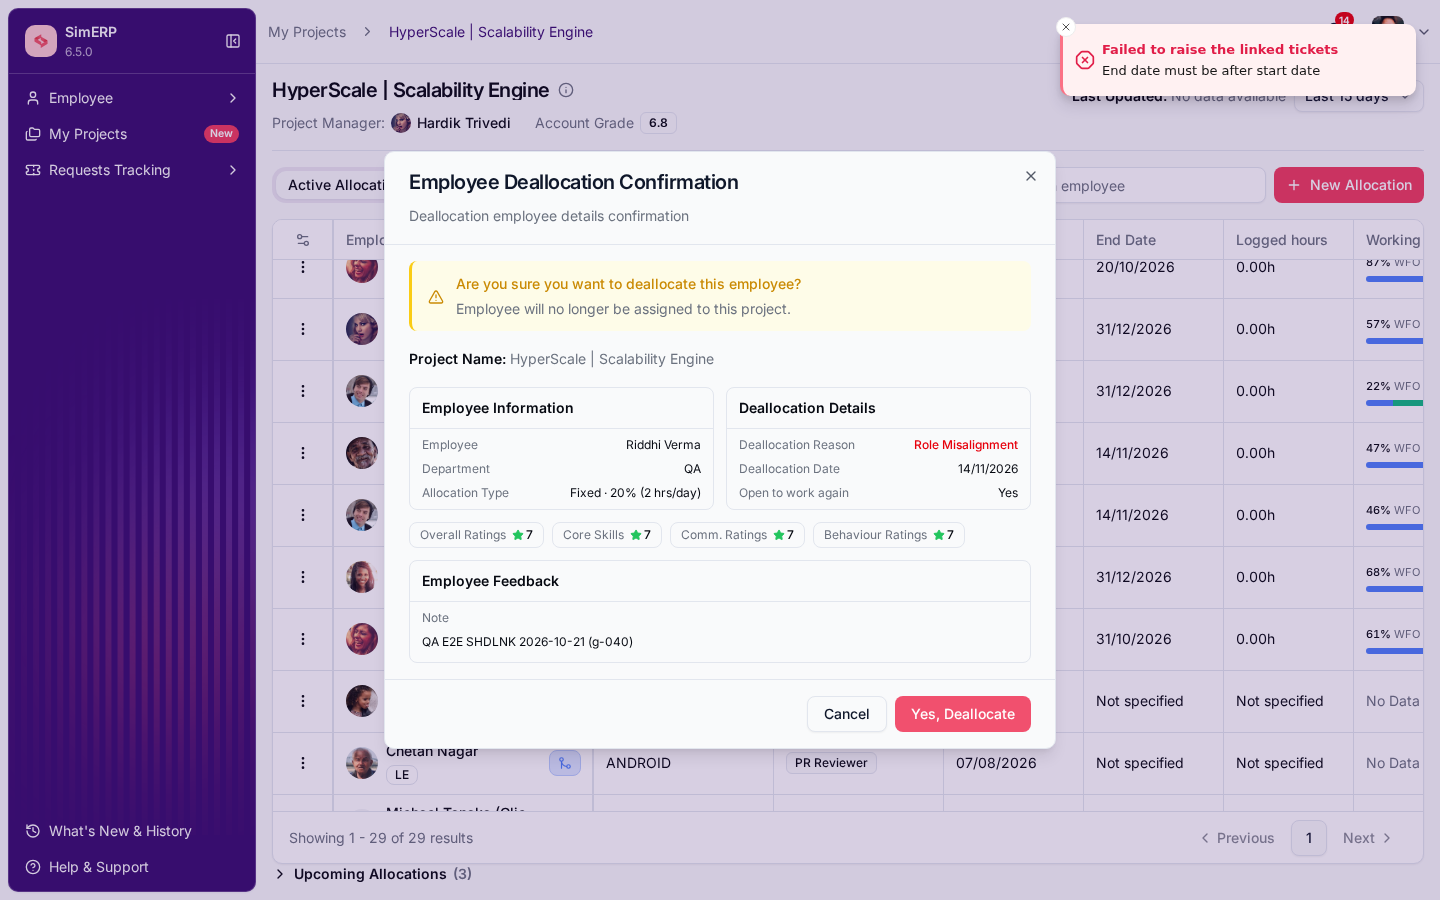 SimERP
6.5.0
Employee
My Projects New
Requests Tracking
What's New & History
Help & Support
My Projects HyperScale | Scalability Engine
14
Failed to raise the linked tickets
End date must be after start date
HyperScale | Scalability Engine
Last Updated: No data available Last 15 days
Project Manager: Hardik Trivedi Account Grade 6.8
employee
New Allocation
End Date Logged hours Working
20/10/2026 0.00h 87% WFO
31/12/2026 0.00h 57% WFO
31/12/2026 0.00h 22% WFO
14/11/2026 0.00h 47% WFO
14/11/2026 0.00h 46% WFO
31/12/2026 0.00h 68% WFO
31/10/2026 0.00h 61% WFO
Not specified Not specified No Data
Chetan Nagar
LE
ANDROID PR Reviewer 07/08/2026 Not specified Not specified No Data
Showing 1 - 29 of 29 results
Previous 1 Next
Upcoming Allocations (3)
Employee Deallocation Confirmation
Deallocation employee details confirmation
Are you sure you want to deallocate this employee?
Employee will no longer be assigned to this project.
Project Name: HyperScale | Scalability Engine
Employee Information
Employee Riddhi Verma
Department QA
Allocation Type Fixed · 20% (2 hrs/day)
Deallocation Details
Deallocation Reason Role Misalignment
Deallocation Date 14/11/2026
Open to work again Yes
Overall Ratings 7
Core Skills 7
Comm. Ratings 7
Behaviour Ratings 7
Employee Feedback
Note
QA E2E SHDLNK 2026-10-21 (g-040)
Cancel
Yes, Deallocate